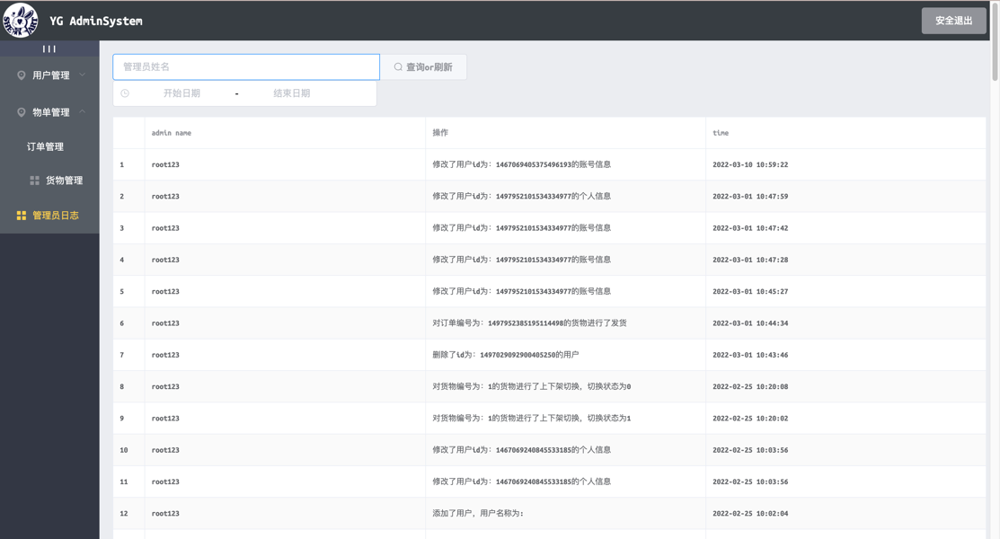 YG AdminSystem
安全退出
用户管理
物单管理
订单管理
货物管理
管理员日志
管理员姓名
查询or刷新
开始日期 - 结束日期
admin name 操作 time
1 root123 修改了用户id为：1467069405375496193的账号信息 2022-03-10 10:59:22
2 root123 修改了用户id为：1497952101534334977的个人信息 2022-03-01 10:47:59
3 root123 修改了用户id为：1497952101534334977的账号信息 2022-03-01 10:47:42
4 root123 修改了用户id为：1497952101534334977的账号信息 2022-03-01 10:47:28
5 root123 修改了用户id为：1497952101534334977的账号信息 2022-03-01 10:45:27
6 root123 对订单编号为：1497952385195114498的货物进行了发货 2022-03-01 10:44:34
7 root123 删除了id为：1497029092900405250的用户 2022-03-01 10:43:46
8 root123 对货物编号为：1的货物进行了上下架切换，切换状态为0 2022-02-25 10:20:08
9 root123 对货物编号为：1的货物进行了上下架切换，切换状态为1 2022-02-25 10:20:02
10 root123 修改了用户id为：1467069240845533185的个人信息 2022-02-25 10:03:56
11 root123 修改了用户id为：1467069240845533185的个人信息 2022-02-25 10:03:56
12 root123 添加了用户，用户名称为: 2022-02-25 10:02:04